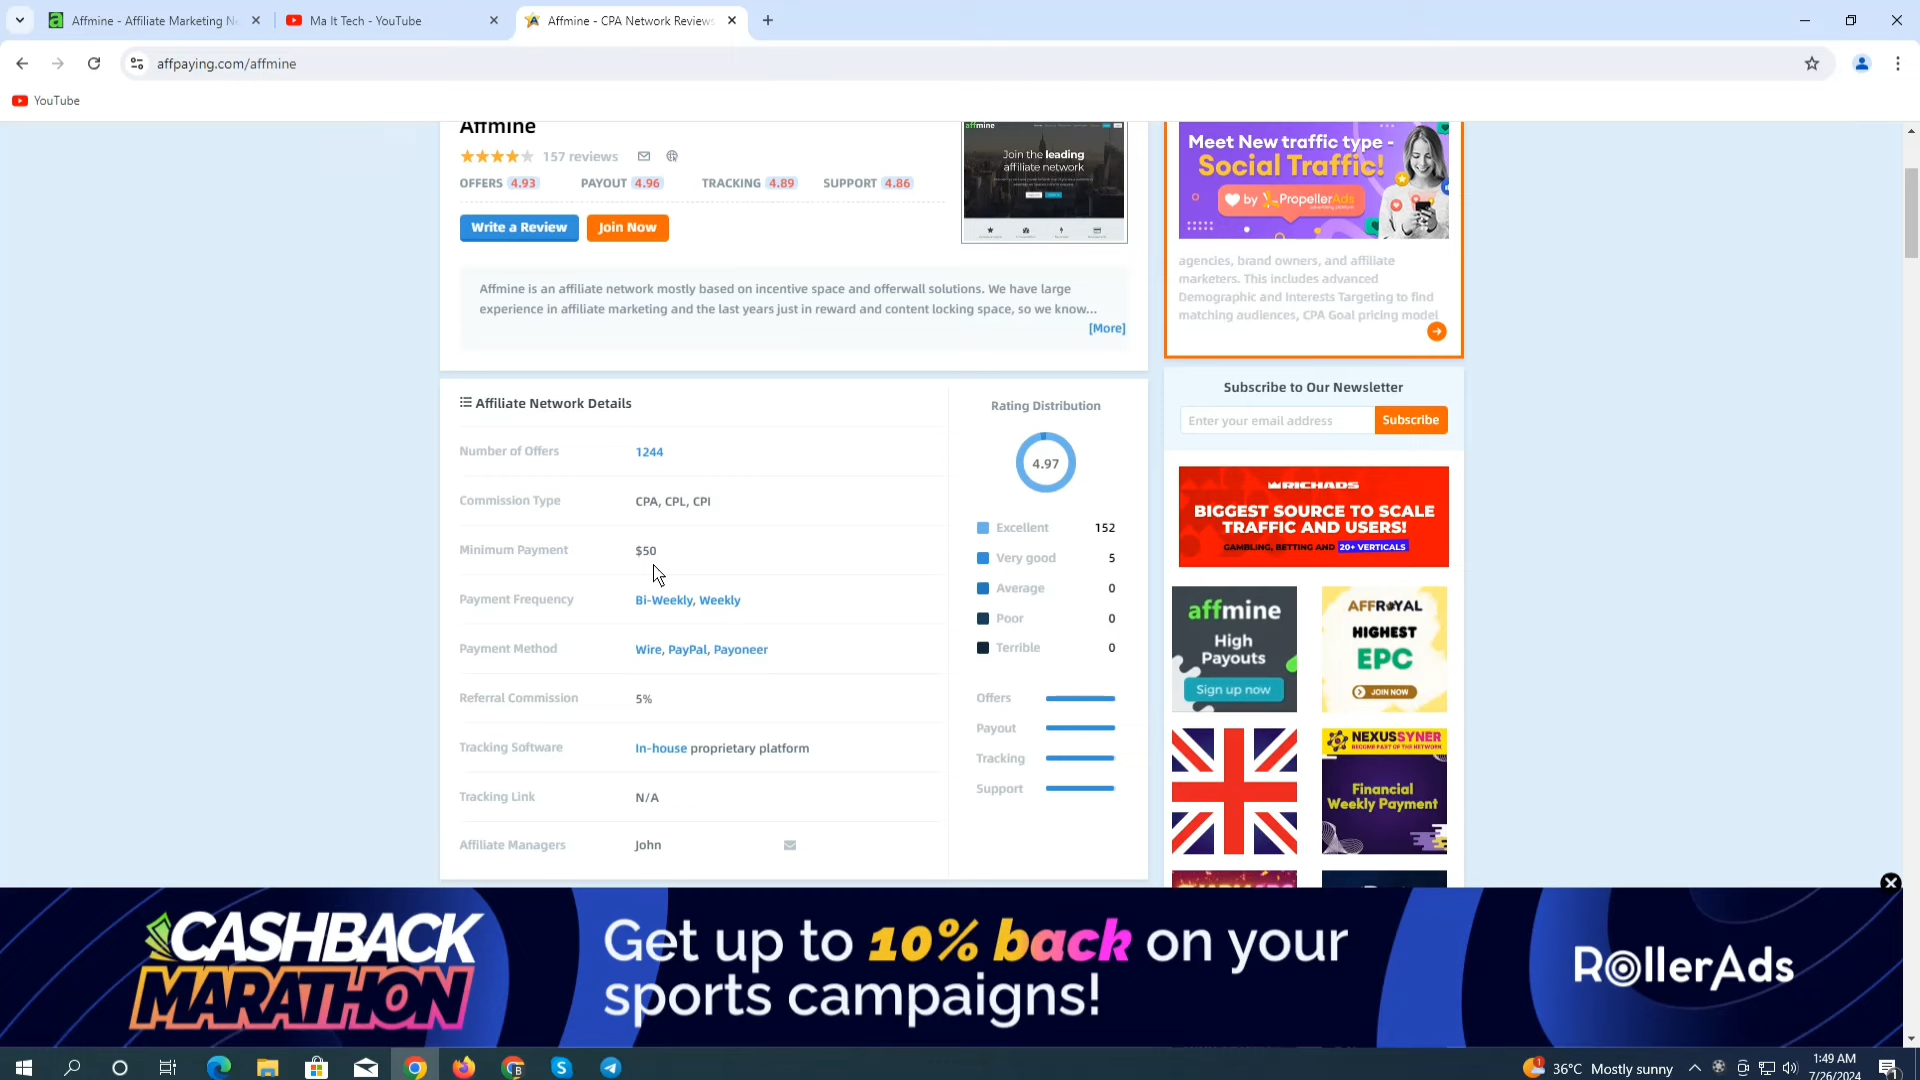 Affmine - Affiliate Marketing Ne
Ma It Tech - YouTube
Affmine - CPA Network Reviews
affpaying.com/affmine
YouTube
Affmine
157 reviews
OFFERS 4.93 PAYOUT 4.96 TRACKING 4.89 SUPPORT 4.86
Write a Review Join Now
affmine
Join the leading
affiliate network
Affmine is an affiliate network mostly based on incentive space and offerwall solutions. We have large
experience in affiliate marketing and the last years just in reward and content locking space, so we know...
[More]
Affiliate Network Details
Number of Offers 1244
Commission Type CPA, CPL, CPI
Minimum Payment $50
Payment Frequency Bi-Weekly, Weekly
Payment Method Wire, PayPal, Payoneer
Referral Commission 5%
Tracking Software In-house proprietary platform
Tracking Link N/A
Affiliate Managers John
Rating Distribution
4.97
Excellent 152
Very good 5
Average 0
Poor 0
Terrible 0
Offers
Payout
Tracking
Support
Meet New traffic type -
Social Traffic!
by PropellerAds
agencies, brand owners, and affiliate
marketers. This includes advanced
Demographic and Interests Targeting to find
matching audiences, CPA Goal pricing model
Subscribe to Our Newsletter
Enter your email address Subscribe
RICHADS
BIGGEST SOURCE TO SCALE
TRAFFIC AND USERS!
GAMBLING, BETTING AND 20+ VERTICALS
affmine
High
Payouts
Sign up now
AFFROYAL
HIGHEST
EPC
JOIN NOW
NEXUSSYNER
BECOME PART OF THE NETWORK
Financial
Weekly Payment
CASHBACK
MARATHON
Get up to 10% back on your
sports campaigns!
RollerAds
36°C Mostly sunny
1:49 AM
7/26/2024